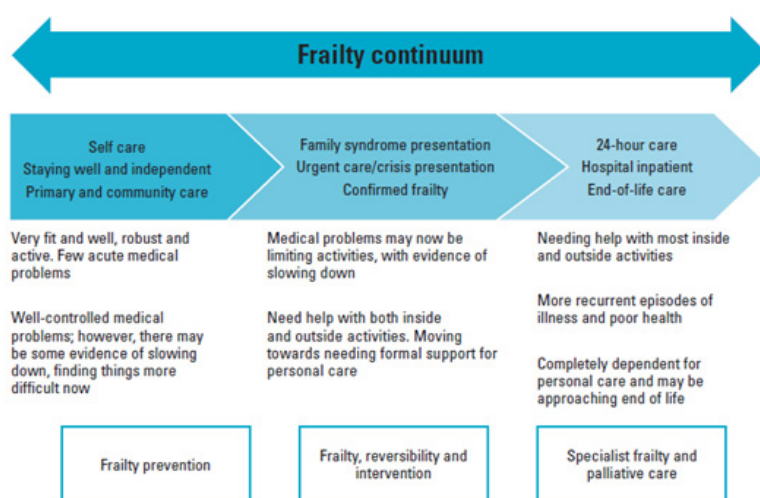 Frailty continuum
Self care
Staying well and independent
Primary and community care
Family syndrome presentation
Urgent care/crisis presentation
Confirmed frailty
24-hour care
Hospital inpatient
End-of-life care
Very fit and well, robust and
active. Few acute medical
problems
Well-controlled medical
problems; however, there may
be some evidence of slowing
down, finding things more
difficult now
Medical problems may now be
limiting activities, with evidence of
slowing down
Need help with both inside
and outside activities. Moving
towards needing formal support for
personal care
Needing help with most inside
and outside activities
More recurrent episodes of
illness and poor health
Completely dependent for
personal care and may be
approaching end of life
Frailty prevention
Frailty, reversibility and
intervention
Specialist frailty and
palliative care